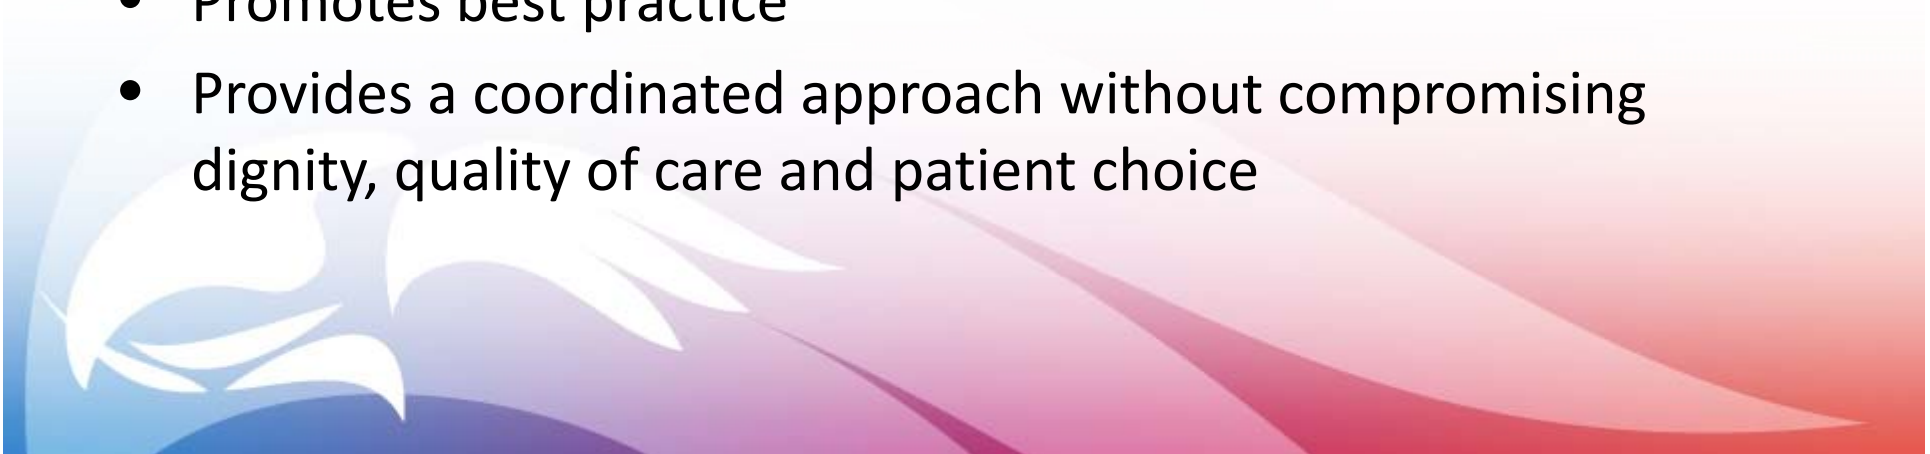 • Promotes best practice
• Provides a coordinated approach without compromising
dignity, quality of care and patient choice